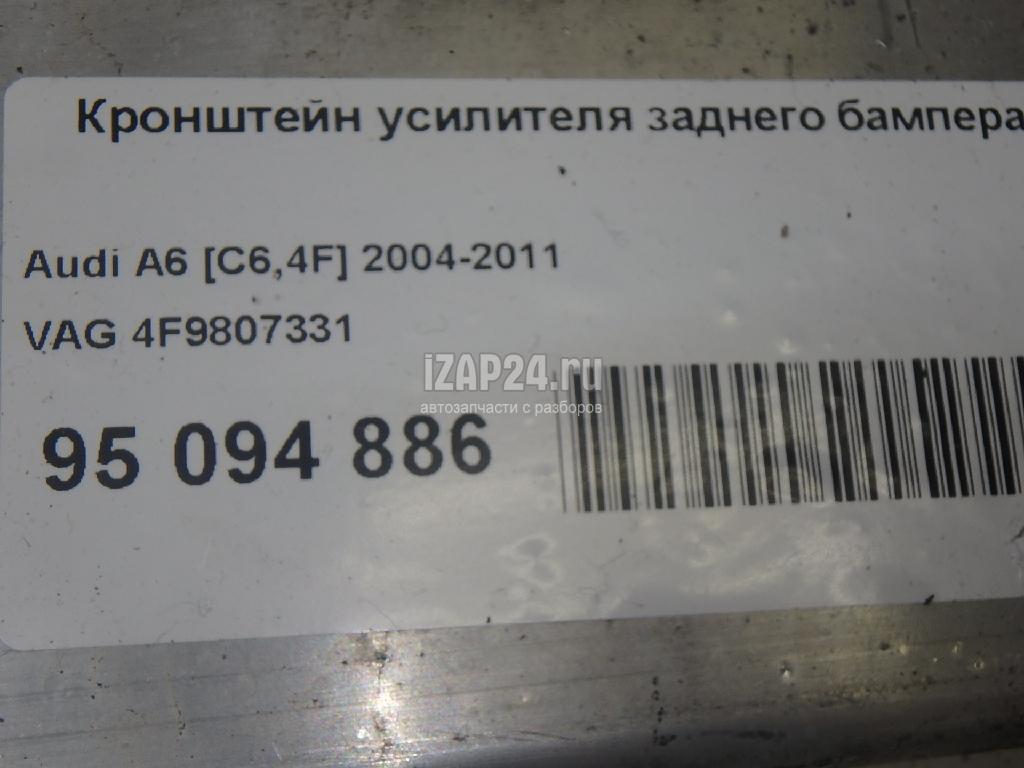 Кронштейн усилителя заднего бампера
Audi A6 [C6,4F] 2004-2011
VAG 4F9807331
iZAP24.ru
автозапчасти с разборов
95 094 886